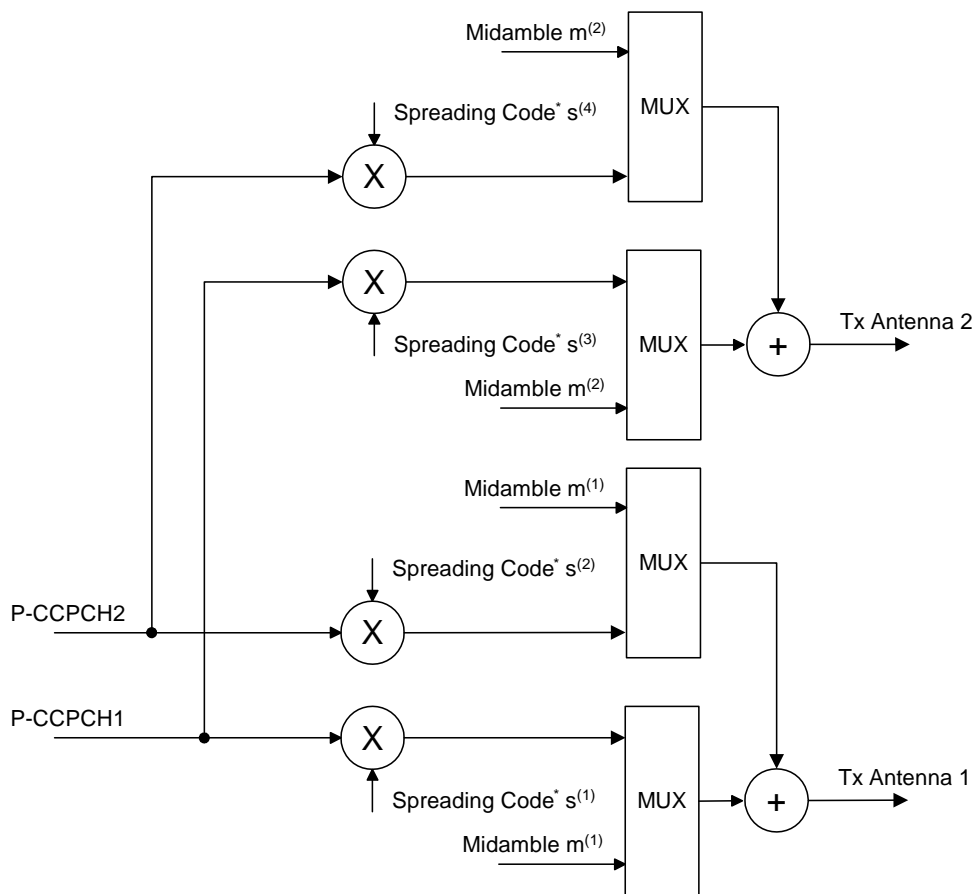 Midamble m(2)
MUX
Spreading Code* s(4)
X
X
Tx Antenna 2
Spreading Code* s(3)
MUX
+
Midamble m(2)
Midamble m(1)
MUX
Spreading Code* s(2)
P-CCPCH2
X
P-CCPCH1
X
Tx Antenna 1
Spreading Code* s(1)
MUX
+
Midamble m(1)